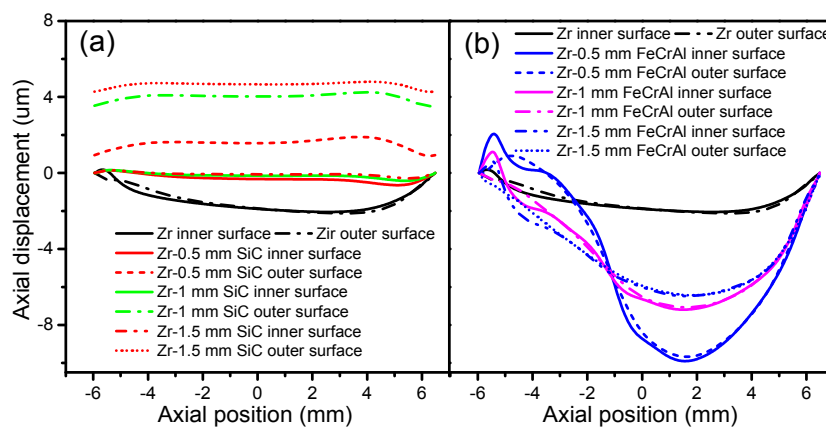 (a)
Axial displacement (um)
8
4
0
-4
-8
Zr inner surface Zir outer surface
Zr-0.5 mm SiC inner surface
Zr-0.5 mm SiC outer surface
Zr-1 mm SiC inner surface
Zr-1 mm SiC outer surface
Zr-1.5 mm SiC inner surface
Zr-1.5 mm SiC outer surface
-6 -4 -2 0 2 4 6
Axial position (mm)
(b)
Zr inner surface Zr outer surface
Zr-0.5 mm FeCrAl inner surface
Zr-0.5 mm FeCrAl outer surface
Zr-1 mm FeCrAl inner surface
Zr-1 mm FeCrAl outer surface
Zr-1.5 mm FeCrAl inner surface
Zr-1.5 mm FeCrAl outer surface
-6 -4 -2 0 2 4 6
Axial position (mm)